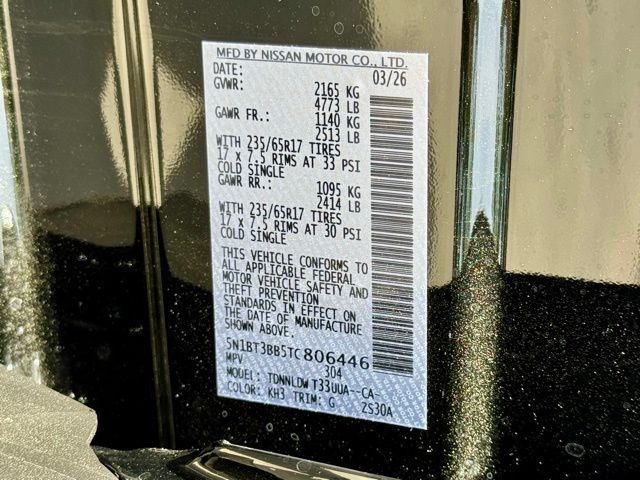 MFD BY NISSAN MOTOR CO., LTD.
DATE: 03/26
GVWR: 2165 KG
4773 LB
GAWR FR.: 1140 KG
2513 LB
WITH 235/65R17 TIRES
17 x 7.5 RIMS AT 33 PSI
COLD SINGLE
GAWR RR.: 1095 KG
2414 LB
WITH 235/65R17 TIRES
17 x 7.5 RIMS AT 30 PSI
COLD SINGLE
THIS VEHICLE CONFORMS TO
ALL APPLICABLE FEDERAL
MOTOR VEHICLE SAFETY AND
THEFT PREVENTION
STANDARDS IN EFFECT ON
THE DATE OF MANUFACTURE
SHOWN ABOVE.
5N1BT3BB5TC806446
MPV 304
MODEL: TDNNLDW T33UUA--CA-
COLOR: KH3 TRIM: G 2S30A